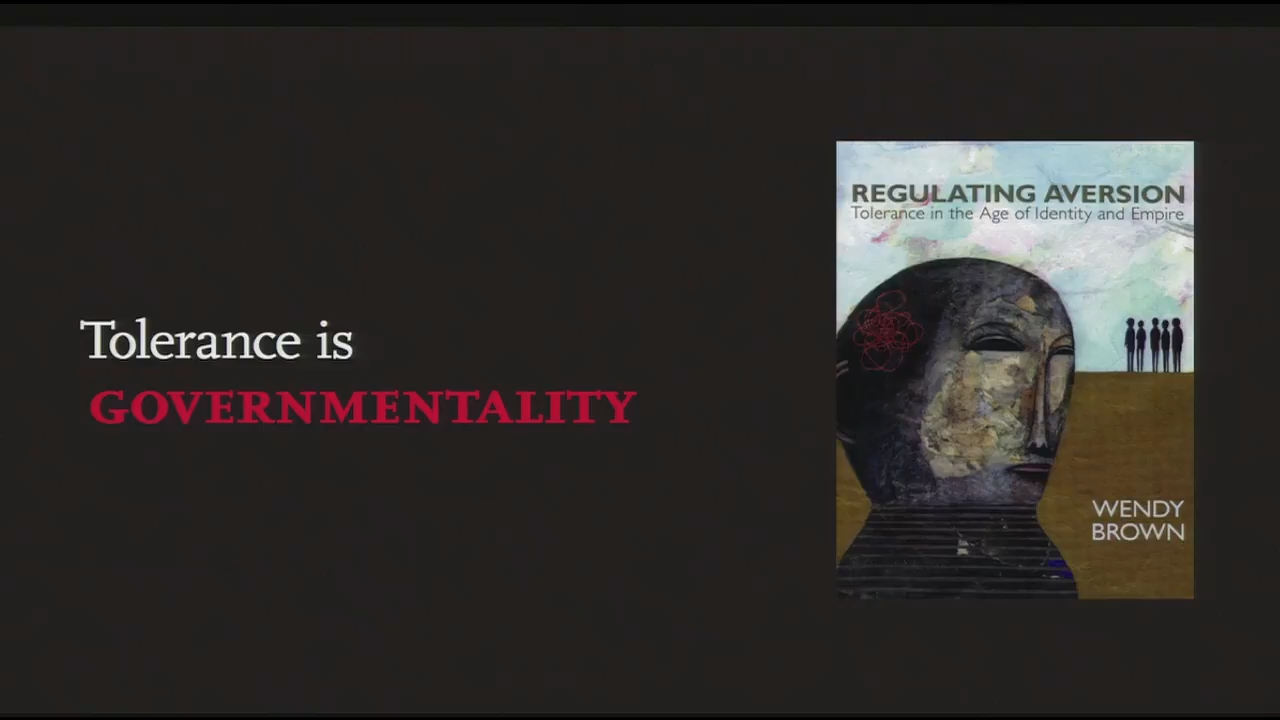 Tolerance is
GOVERNMENTALITY
REGULATING AVERSION
Tolerance in the Age of Identity and Empire
WENDY
BROWN